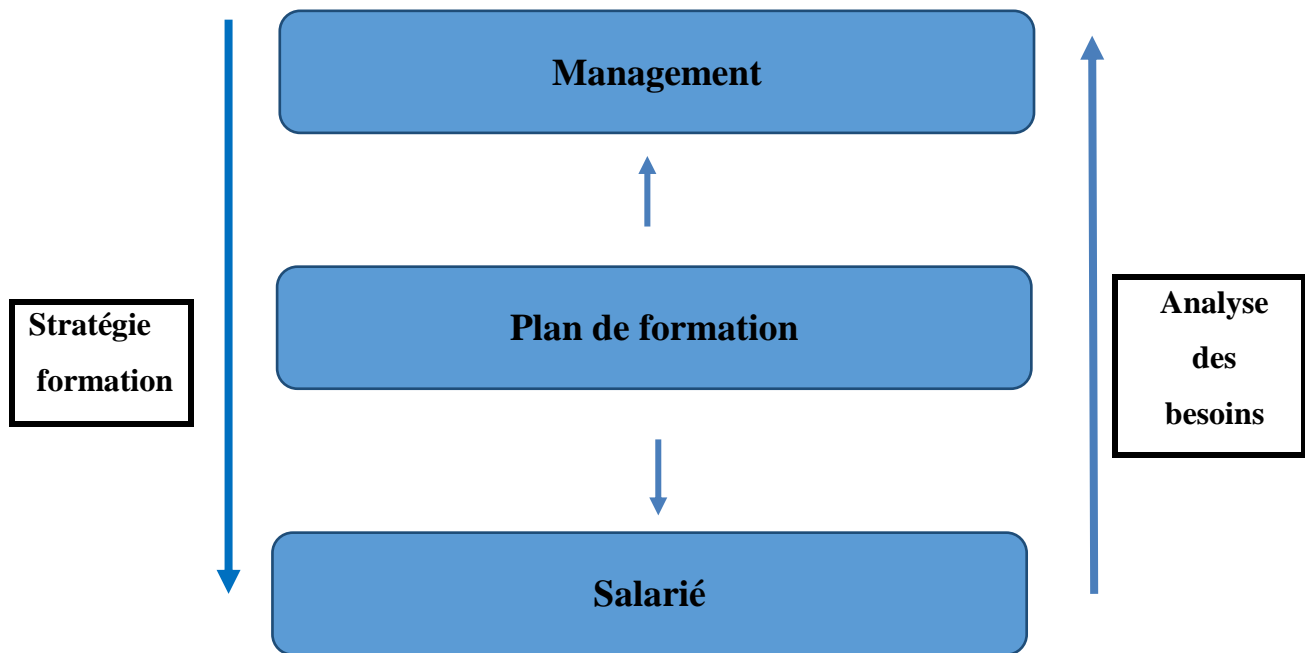 Management
Plan de formation
Stratégie
formation
Analyse
des
besoins
Salarié